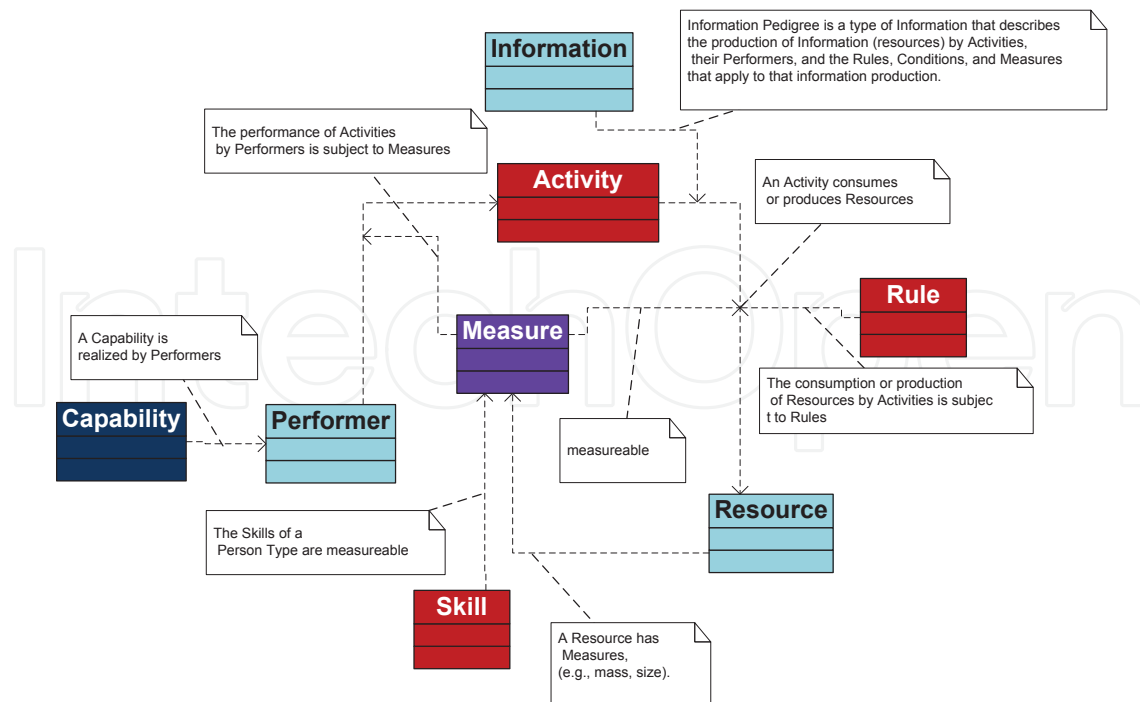 Information
Information Pedigree is a type of Information that describes
the production of Information (resources) by Activities,
their Performers, and the Rules, Conditions, and Measures
that apply to that information production.
The performance of Activities
by Performers is subject to Measures
Activity
An Activity consumes
or produces Resources
IntechOpen
Rule
Measure
A Capability is
realized by Performers
The consumption or production
of Resources by Activities is subjec
t to Rules
Capability
Performer
measureable
Resource
The Skills of a
Person Type are measureable
Skill
A Resource has
Measures,
(e.g., mass, size).